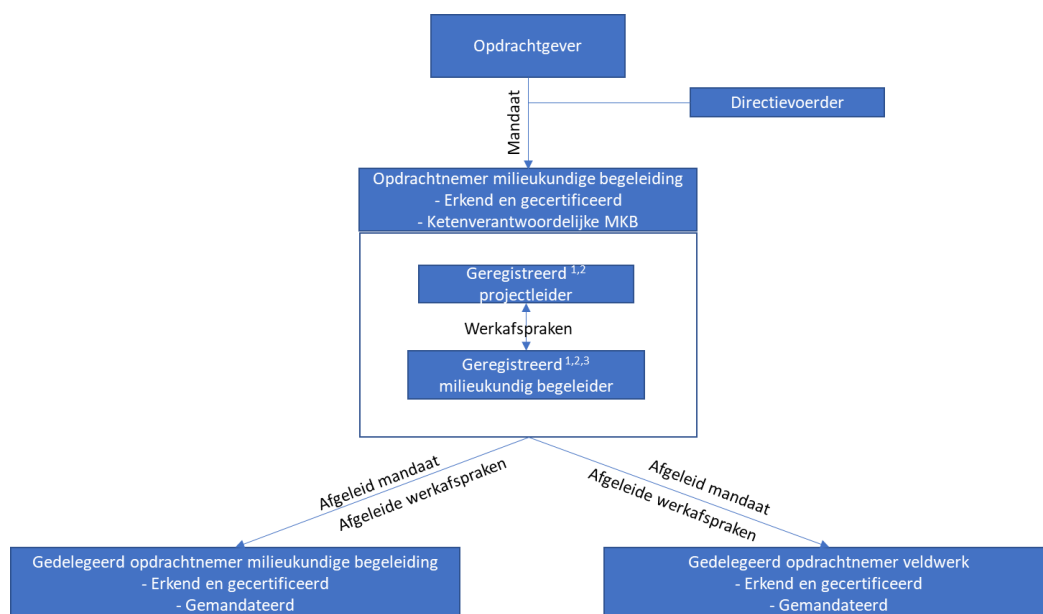 Opdrachtgever
Mandaat
Directievoerder
Opdrachtnemer milieukundige begeleiding
- Erkend en gecertificeerd
- Ketenverantwoordelijke MKB
Geregistreerd 1,2
projectleider
Werkafspraken
Geregistreerd 1,2,3
milieukundig begeleider
Afgeleid mandaat
Afgeleide werkafspraken
Afgeleid mandaat
Afgeleide werkafspraken
Gedelegeerd opdrachtnemer milieukundige begeleiding
- Erkend en gecertificeerd
- Gemandateerd
Gedelegeerd opdrachtnemer veldwerk
- Erkend en gecertificeerd
- Gemandateerd